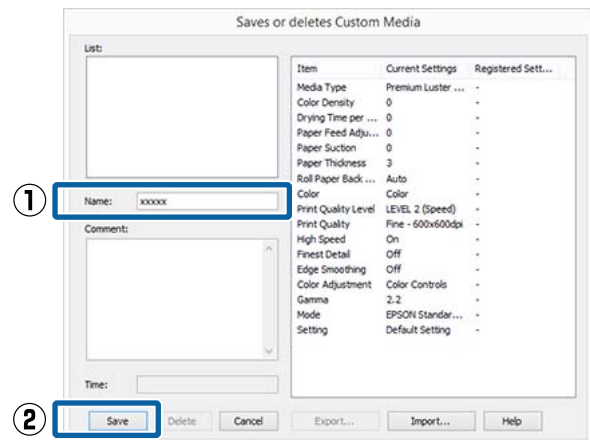 Saves or deletes Custom Media
List:
Item Current Settings Registered Sett...
Media Type Premium Luster ... -
Color Density 0 -
Drying Time per ... 0 -
Paper Feed Adju... 0 -
Paper Suction 0 -
Paper Thickness 3 -
Roll Paper Back ... Auto -
Color Color -
Print Quality Level LEVEL 2 (Speed) -
Print Quality Fine - 600x600dpi -
High Speed On -
Finest Detail Off -
Edge Smoothing Off -
Color Adjustment Color Controls -
Gamma 2.2 -
Mode EPSON Standar... -
Setting Default Setting -
① Name: xxxxx
Comment:
Time:
② Save Delete Cancel Export... Import... Help